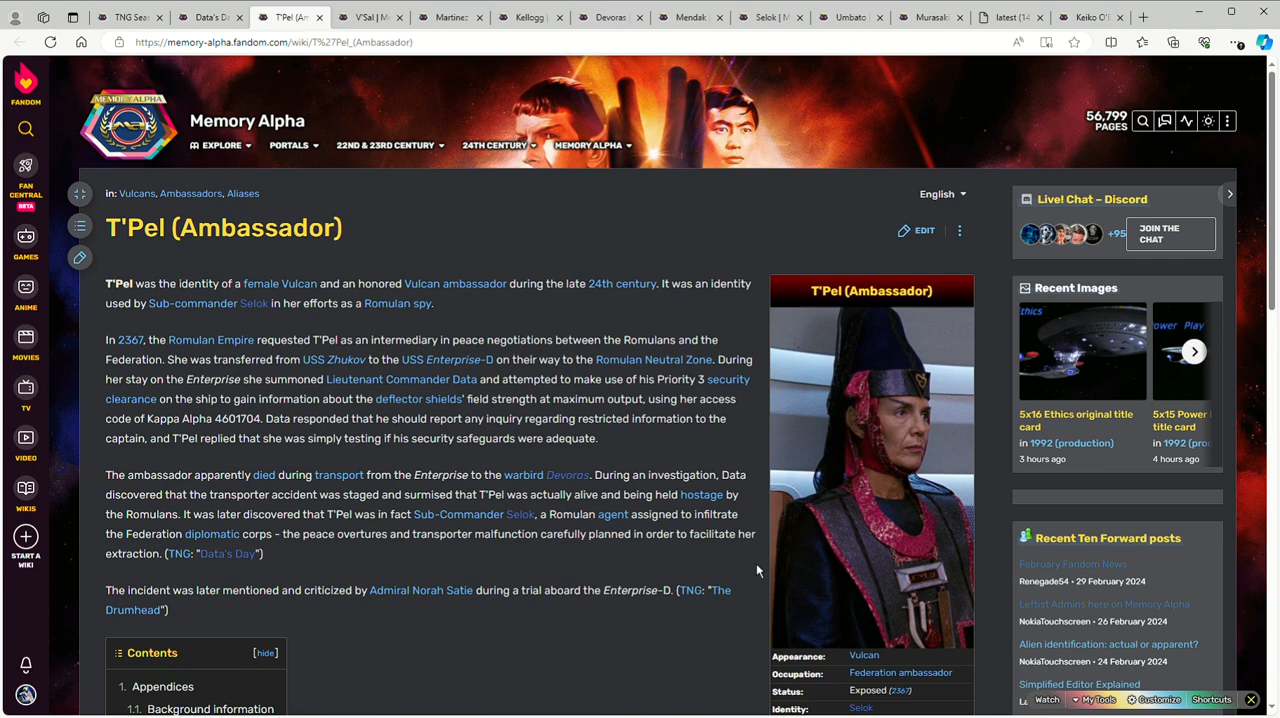 TNG Sea
Data's Da
T'Pel (Am
V'Sal | M
Martinez
Kellogg |
Devoras
Mendak
Selok | M
Umbato
Murasaki
latest (14
Keiko O'B
https://memory-alpha.fandom.com/wiki/T%27Pel_(Ambassador)
FANDOM
FAN CENTRAL
BETA
GAMES
ANIME
MOVIES
TV
VIDEO
WIKIS
START A WIKI
MEMORY ALPHA
Memory Alpha
EXPLORE
PORTALS
22ND & 23RD CENTURY
24TH CENTURY
MEMORY ALPHA
56,799
PAGES
in: Vulcans, Ambassadors, Aliases
English
T'Pel (Ambassador)
EDIT
T'Pel was the identity of a female Vulcan and an honored Vulcan ambassador during the late 24th century. It was an identity
used by Sub-commander Selok in her efforts as a Romulan spy.
In 2367, the Romulan Empire requested T'Pel as an intermediary in peace negotiations between the Romulans and the
Federation. She was transferred from USS Zhukov to the USS Enterprise-D on their way to the Romulan Neutral Zone. During
her stay on the Enterprise she summoned Lieutenant Commander Data and attempted to make use of his Priority 3 security
clearance on the ship to gain information about the deflector shields' field strength at maximum output, using her access
code of Kappa Alpha 4601704. Data responded that he should report any inquiry regarding restricted information to the
captain, and T'Pel replied that she was simply testing if his security safeguards were adequate.
The ambassador apparently died during transport from the Enterprise to the warbird Devoras. During an investigation, Data
discovered that the transporter accident was staged and surmised that T'Pel was actually alive and being held hostage by
the Romulans. It was later discovered that T'Pel was in fact Sub-Commander Selok, a Romulan agent assigned to infiltrate
the Federation diplomatic corps - the peace overtures and transporter malfunction carefully planned in order to facilitate her
extraction. (TNG: "Data's Day")
The incident was later mentioned and criticized by Admiral Norah Satie during a trial aboard the Enterprise-D. (TNG: "The
Drumhead")
Contents [hide]
1. Appendices
1.1. Background information
T'Pel (Ambassador)
Appearance: Vulcan
Occupation: Federation ambassador
Status: Exposed (2367)
Identity: Selok
Live! Chat – Discord
+95
JOIN THE
CHAT
Recent Images
Ethics
ower Play
5x16 Ethics original title
card
in 1992 (production)
3 hours ago
5x15 Power
title card
in 1992 (proc
4 hours ago
Recent Ten Forward posts
February Fandom News
Renegade54 • 29 February 2024
Leftist Admins here on Memory Alpha
NokiaTouchscreen • 26 February 2024
Alien identification: actual or apparent?
NokiaTouchscreen • 24 February 2024
Simplified Editor Explained
La
Watch
My Tools
Customize
Shortcuts